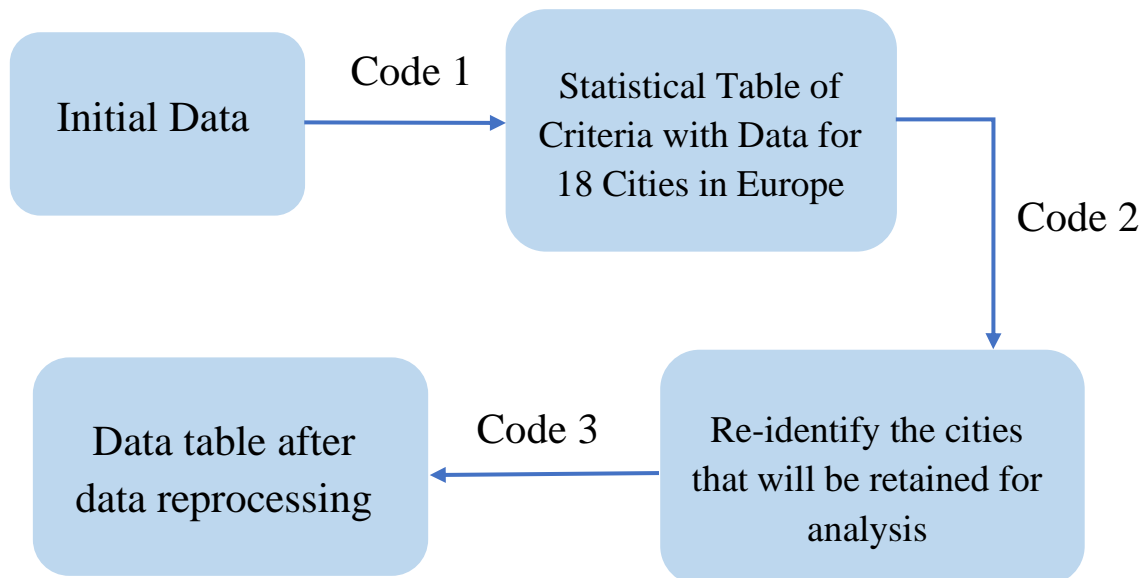 Initial Data
Code 1
Statistical Table of
Criteria with Data for
18 Cities in Europe
Code 2
Re-identify the cities
that will be retained for
analysis
Code 3
Data table after
data reprocessing